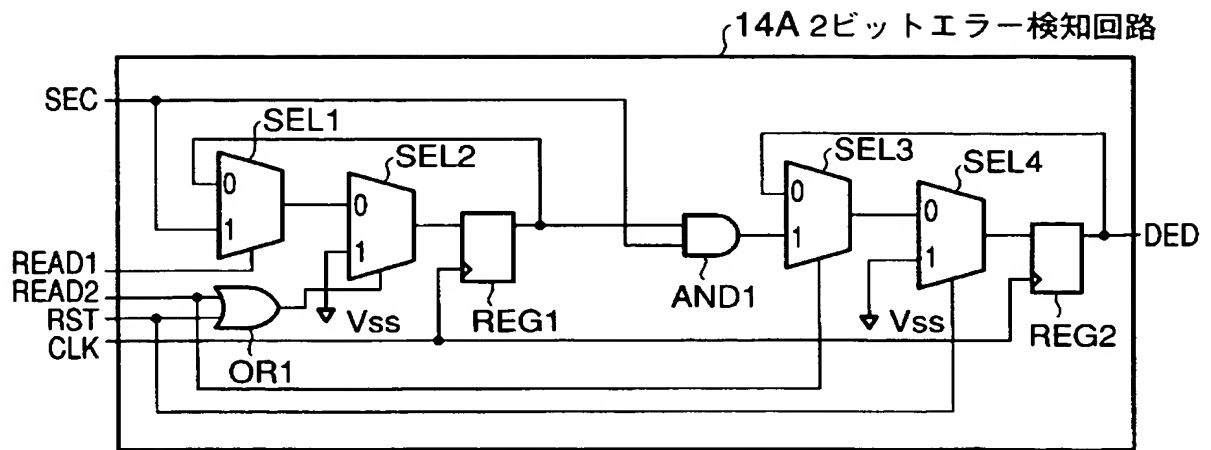 14A 2ビットエラー検知回路
SEC
SEL1
SEL2
SEL3
SEL4
0
1
0
1
0
1
0
1
READ1
READ2
RST
CLK
OR1
Vss
REG1
AND1
Vss
REG2
DED